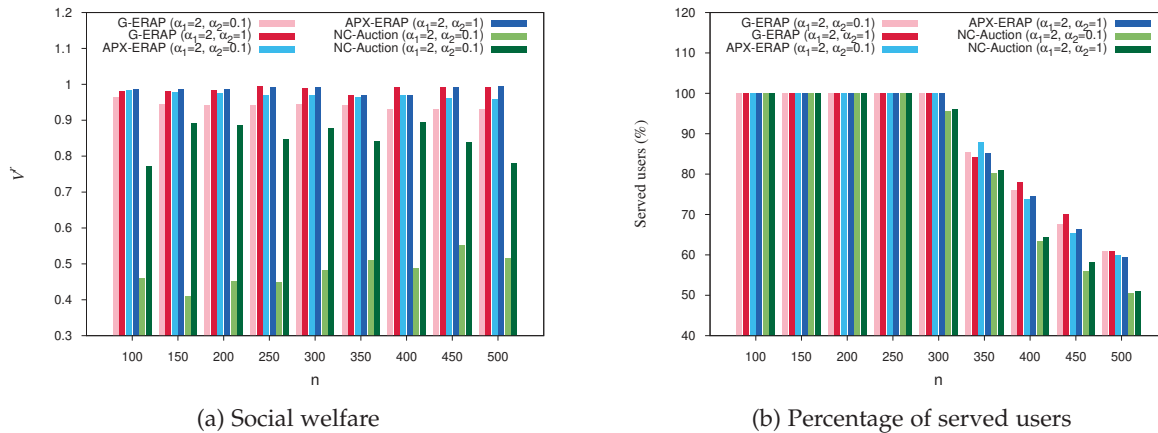 1.2
1.1
1
0.9
0.8
0.7
0.6
0.5
0.4
0.3
V^r
G-ERAP (α₁=2, α₂=0.1)
G-ERAP (α₁=2, α₂=1)
APX-ERAP (α₁=2, α₂=0.1)
APX-ERAP (α₁=2, α₂=1)
NC-Auction (α₁=2, α₂=0.1)
NC-Auction (α₁=2, α₂=1)
100 150 200 250 300 350 400 450 500
n
(a) Social welfare
120
110
100
90
80
70
60
50
40
Served users (%)
G-ERAP (α₁=2, α₂=0.1)
G-ERAP (α₁=2, α₂=1)
APX-ERAP (α₁=2, α₂=0.1)
APX-ERAP (α₁=2, α₂=1)
NC-Auction (α₁=2, α₂=0.1)
NC-Auction (α₁=2, α₂=1)
100 150 200 250 300 350 400 450 500
n
(b) Percentage of served users